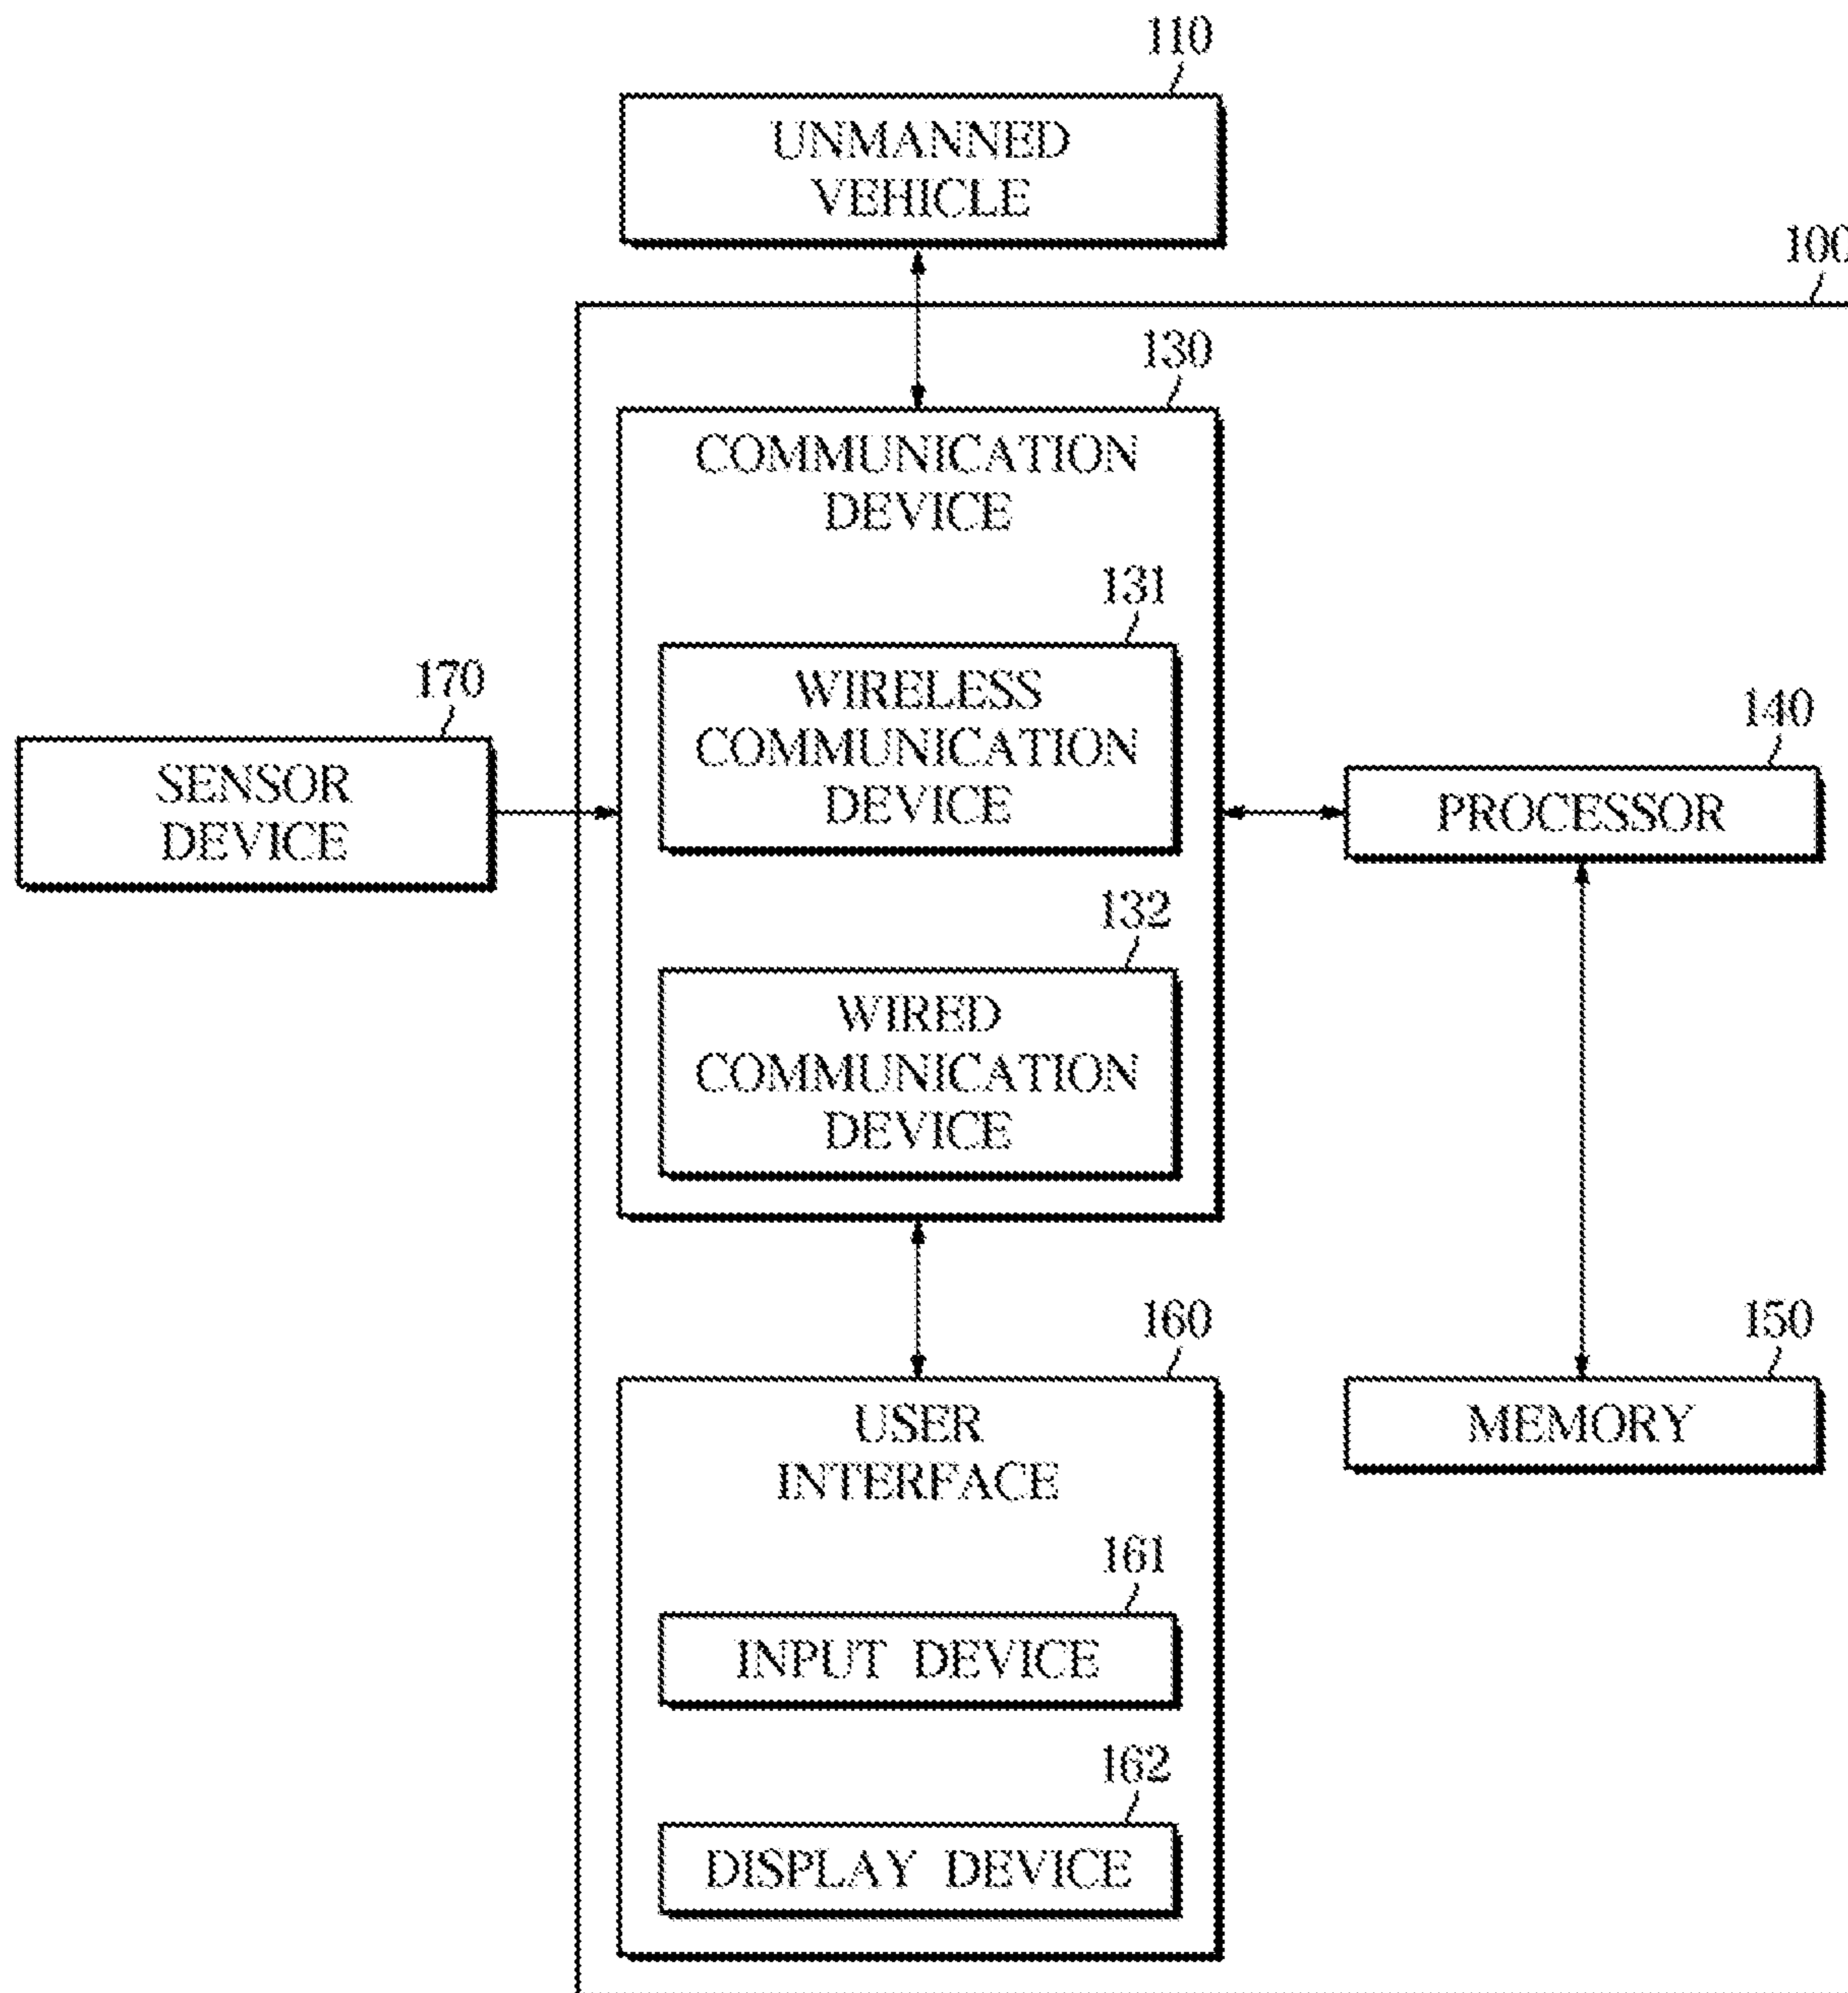 110
UNMANNED
VEHICLE
100
130
COMMUNICATION
DEVICE
131
WIRELESS
COMMUNICATION
DEVICE
170
SENSOR
DEVICE
140
PROCESSOR
132
WIRED
COMMUNICATION
DEVICE
160
USER
INTERFACE
150
MEMORY
161
INPUT DEVICE
162
DISPLAY DEVICE